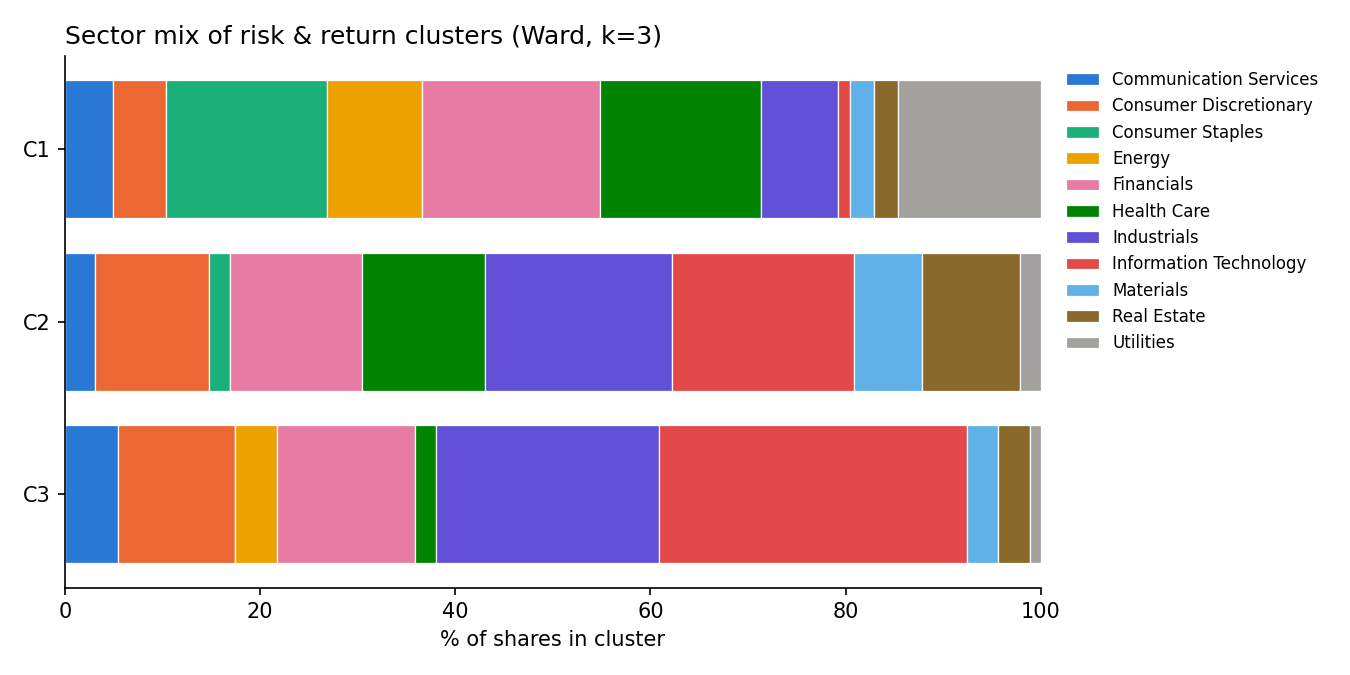 Sector mix of risk & return clusters (Ward, k=3)
C1
C2
C3
0 20 40 60 80 100
% of shares in cluster
Communication Services
Consumer Discretionary
Consumer Staples
Energy
Financials
Health Care
Industrials
Information Technology
Materials
Real Estate
Utilities